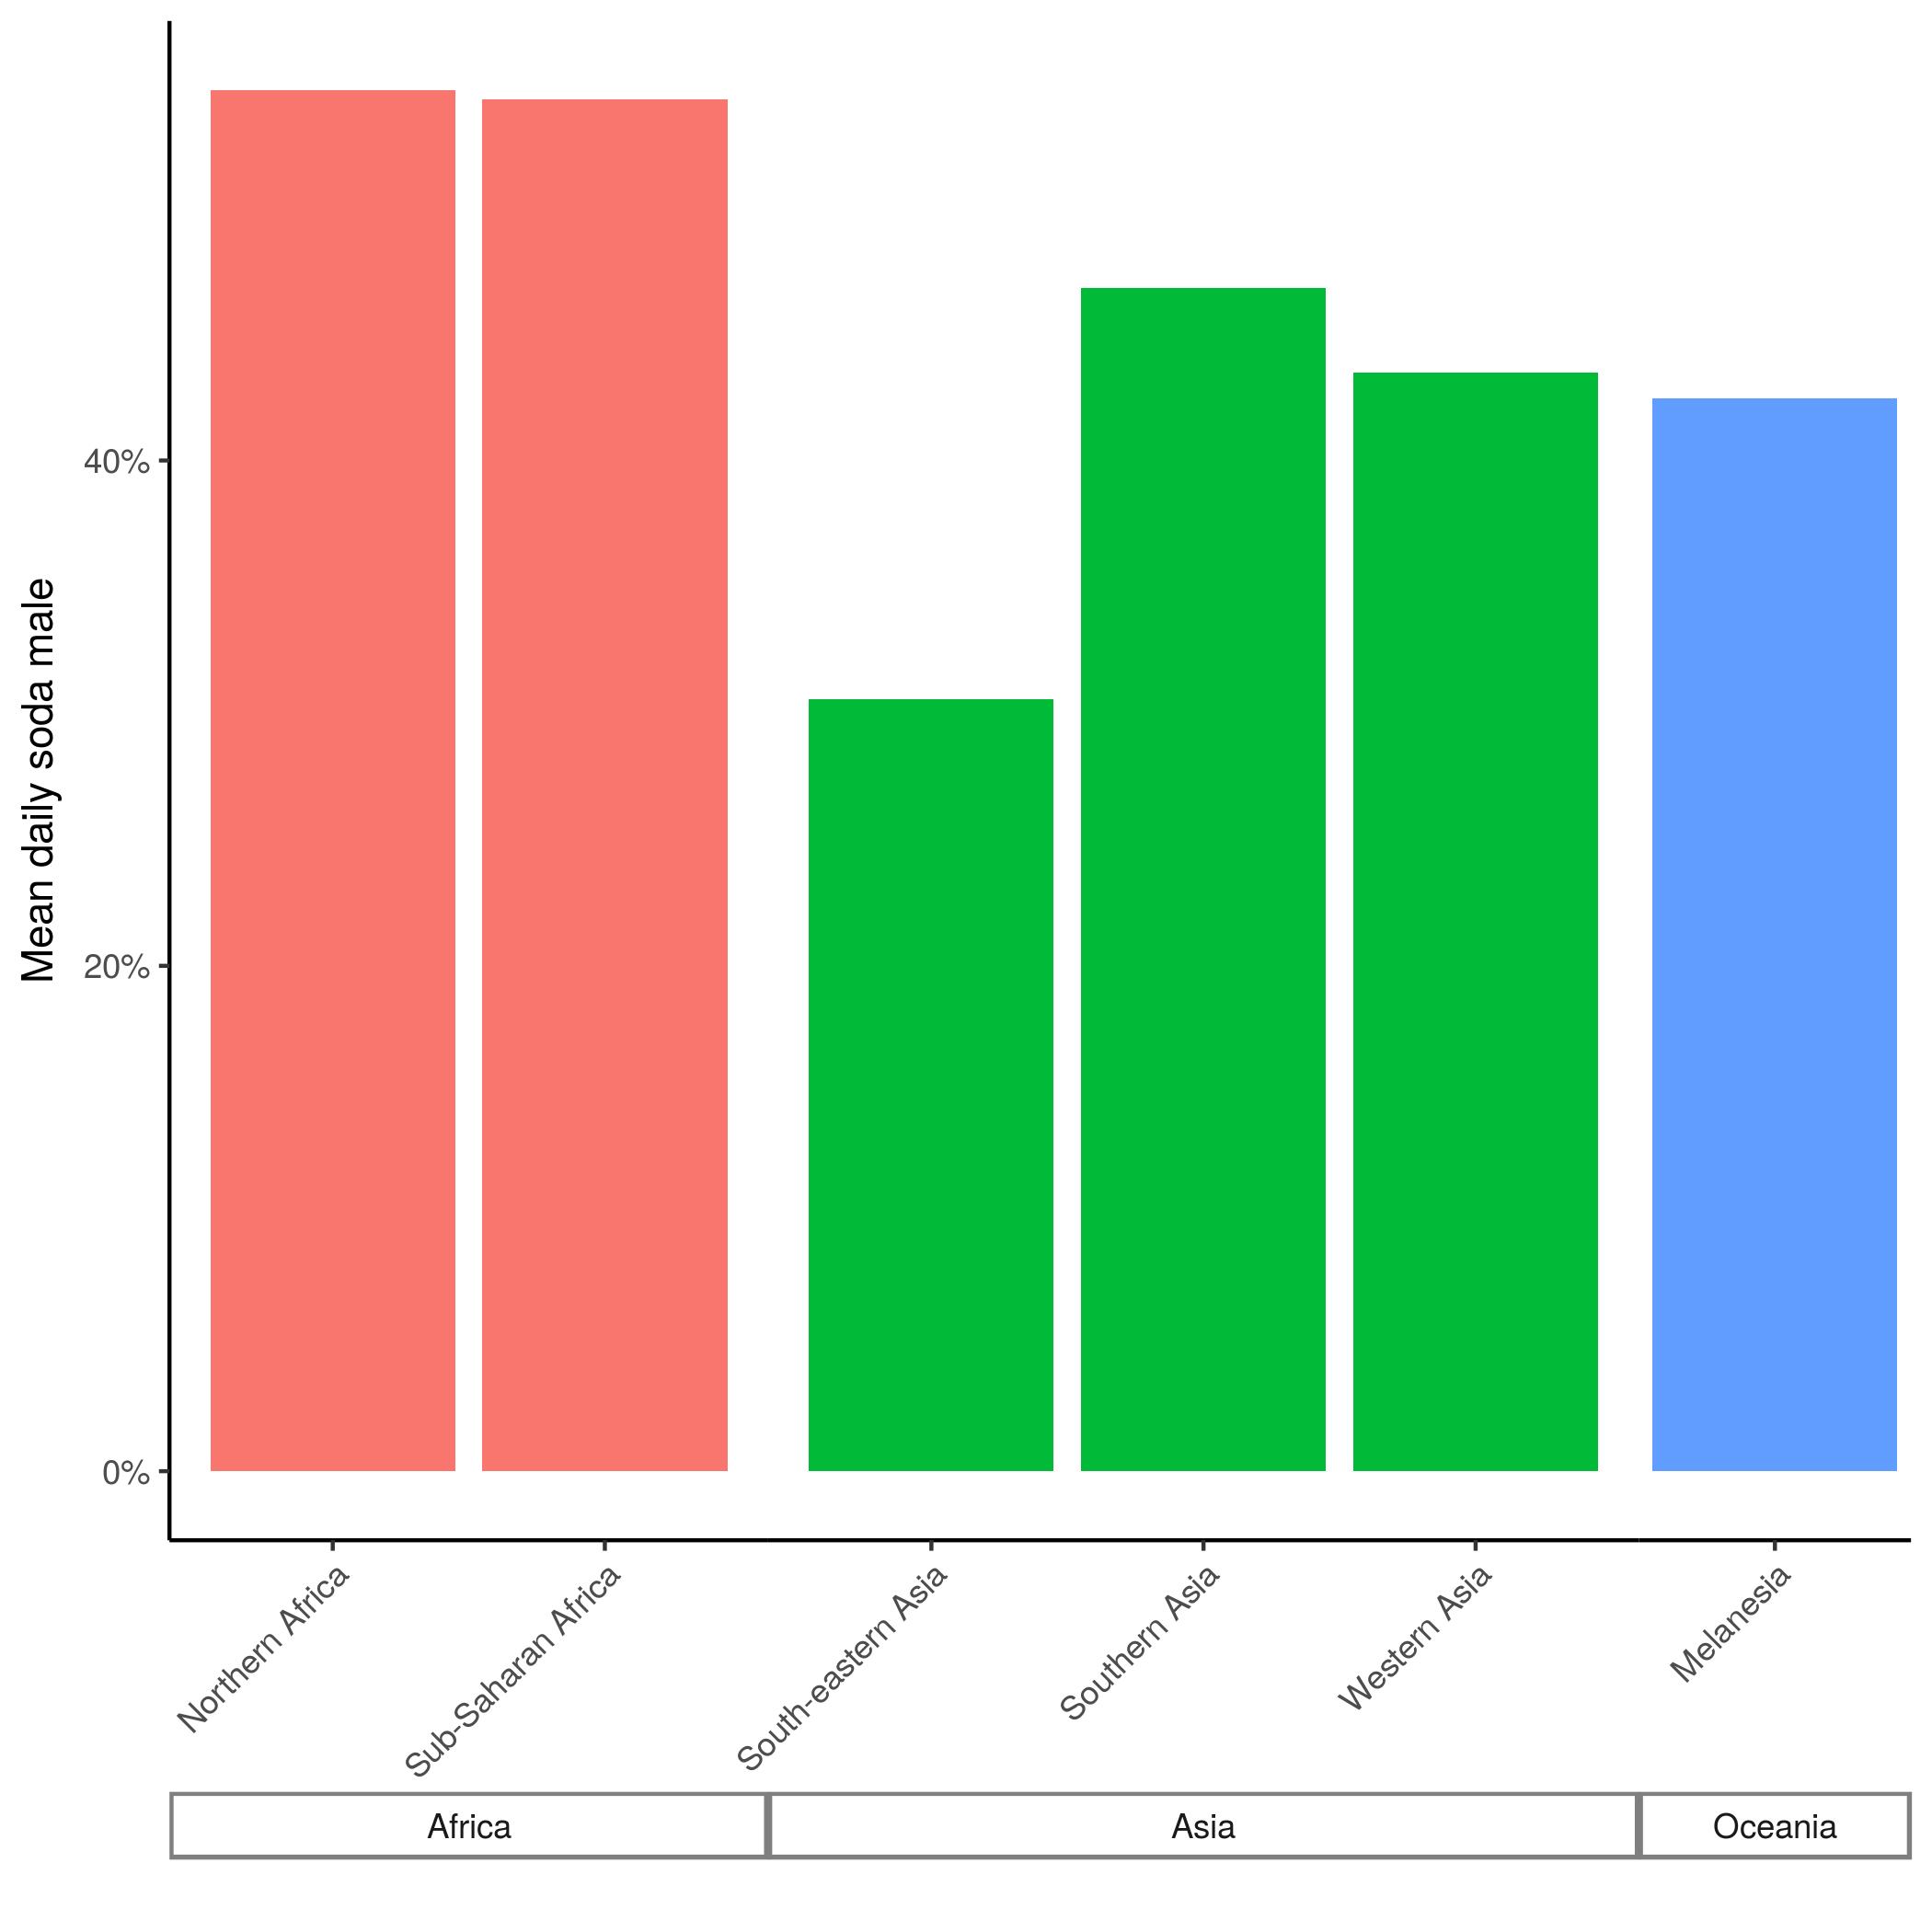 Mean daily soda male
40%
20%
0%
Northern Africa
Sub-Saharan Africa
South-eastern Asia
Southern Asia
Western Asia
Melanesia
Africa
Asia
Oceania